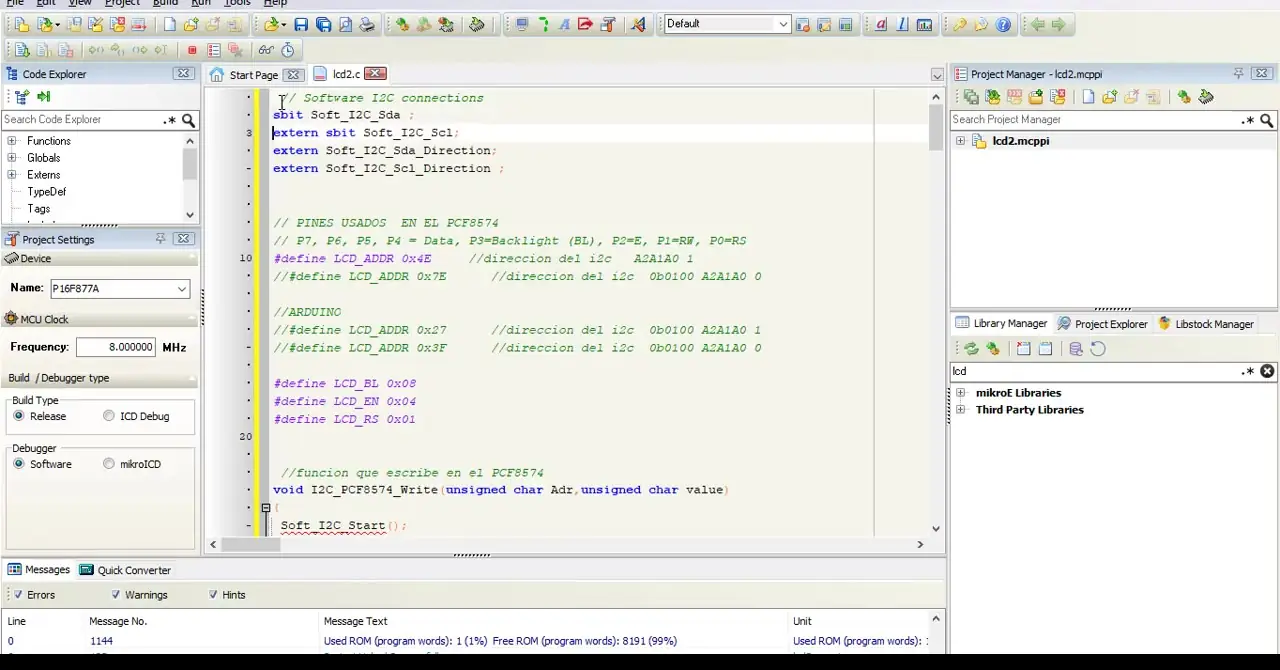 File Edit View Project Build Run Tools Help
Default
Code Explorer
Start Page
lcd2.c
Project Manager - lcd2.mcppi
Search Code Explorer
.*
Functions
Globals
Externs
TypeDef
Tags
Project Settings
Device
Name:
P16F877A
MCU Clock
Frequency:
8.000000
MHz
Build / Debugger type
Build Type
Release
ICD Debug
Debugger
Software
mikroICD
// Software I2C connections
sbit Soft_I2C_Sda ;
3
extern sbit Soft_I2C_Scl;
extern Soft_I2C_Sda_Direction;
extern Soft_I2C_Scl_Direction ;
// PINES USADOS  EN EL PCF8574
// P7, P6, P5, P4 = Data, P3=Backlight (BL), P2=E, P1=RW, P0=RS
10
#define LCD_ADDR 0x4E     //direccion del i2c   A2A1A0 1
//#define LCD_ADDR 0x7E      //direccion del i2c  0b0100 A2A1A0 0
//ARDUINO
//#define LCD_ADDR 0x27      //direccion del i2c  0b0100 A2A1A0 1
//#define LCD_ADDR 0x3F      //direccion del i2c  0b0100 A2A1A0 0
#define LCD_BL 0x08
#define LCD_EN 0x04
#define LCD_RS 0x01
20
//funcion que escribe en el PCF8574
void I2C_PCF8574_Write(unsigned char Adr,unsigned char value)
{
Soft_I2C_Start();
Search Project Manager
.*
lcd2.mcppi
Library Manager
Project Explorer
Libstock Manager
lcd
.*
mikroE Libraries
Third Party Libraries
Messages
Quick Converter
Errors
Warnings
Hints
Line
Message No.
Message Text
Unit
0
1144
Used ROM (program words): 1 (1%)  Free ROM (program words): 8191 (99%)
Used ROM (program words): 1